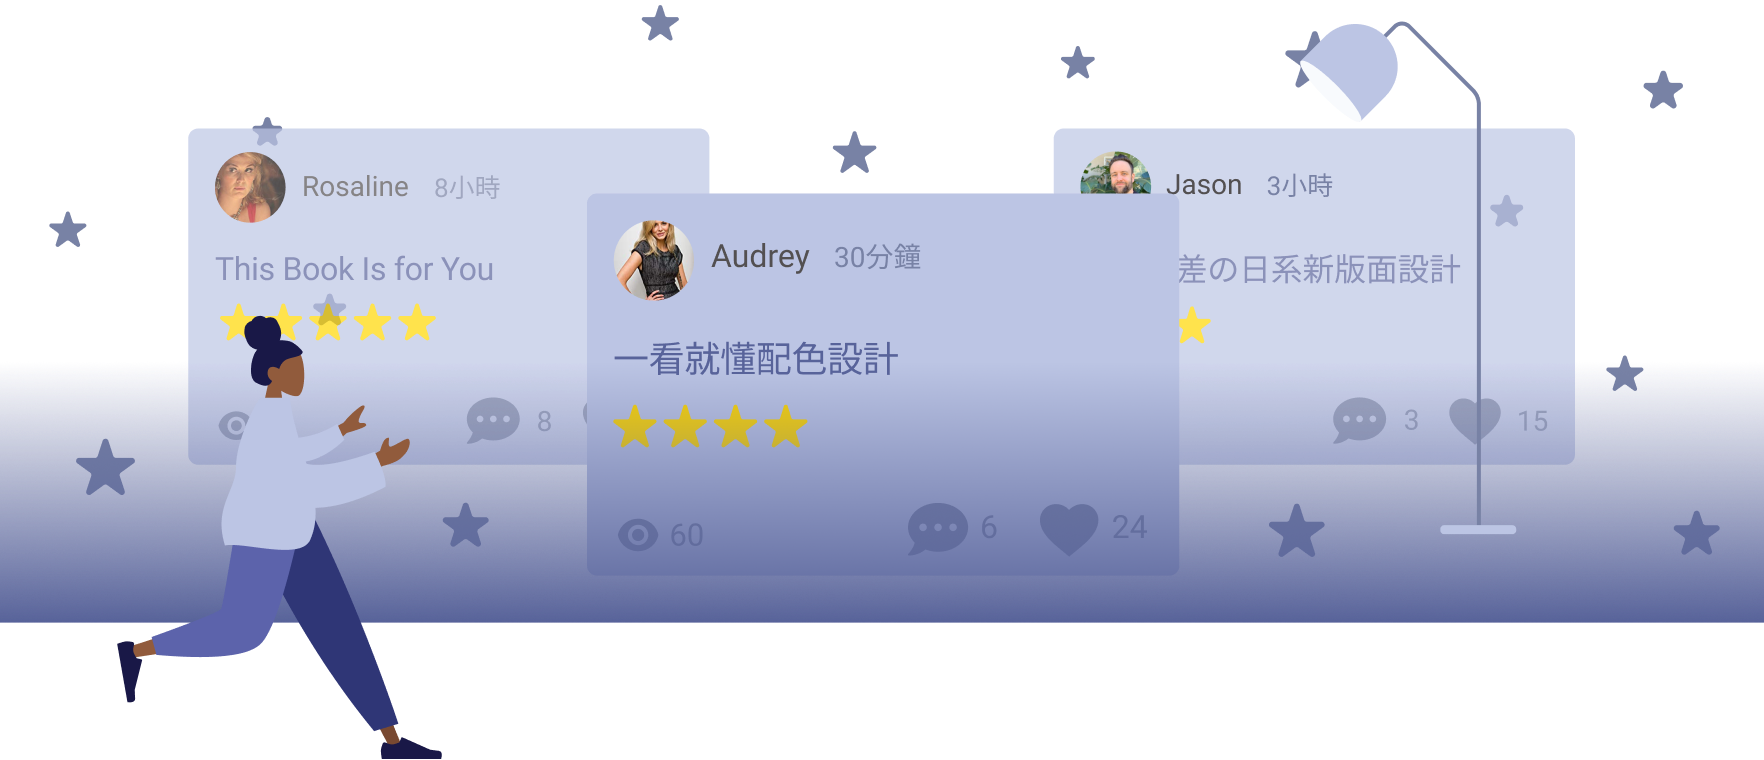 Rosaline 8小時
This Book Is for You
8
Audrey 30分鐘
一看就懂配色設計
60 6 24
Jason 3小時
差の日系新版面設計
3 15